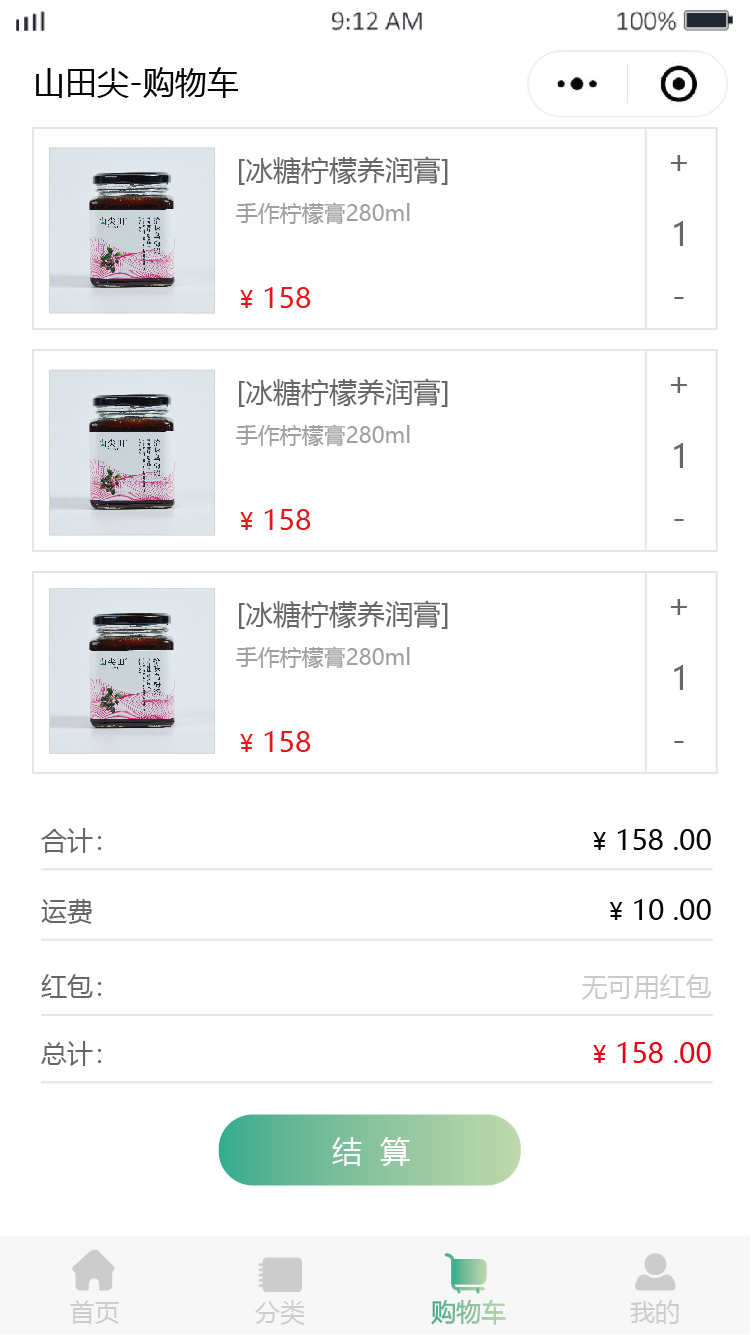 9:12 AM 100%
山田尖-购物车
[冰糖柠檬养润膏] +
手作柠檬膏280ml
1
¥ 158 -
[冰糖柠檬养润膏] +
手作柠檬膏280ml
1
¥ 158 -
[冰糖柠檬养润膏] +
手作柠檬膏280ml
1
¥ 158 -
合计: ¥ 158 .00
运费 ¥ 10 .00
红包: 无可用红包
总计: ¥ 158 .00
结 算
首页 分类 购物车 我的